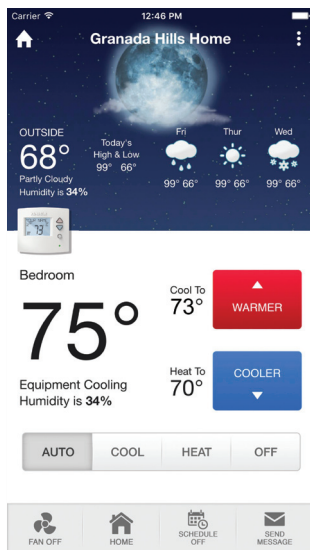 Carrier 12:46 PM
Granada Hills Home
OUTSIDE
68°
Partly Cloudy
Humidity is 34%
Today's
High & Low
99° 66°
Fri
99° 66°
Thur
99° 66°
Wed
99° 66°
Bedroom
75°
Equipment Cooling
Humidity is 34%
Cool To
73°
WARMER
Heat To
70°
COOLER
AUTO COOL HEAT OFF
FAN OFF
HOME
SCHEDULE
OFF
SEND
MESSAGE